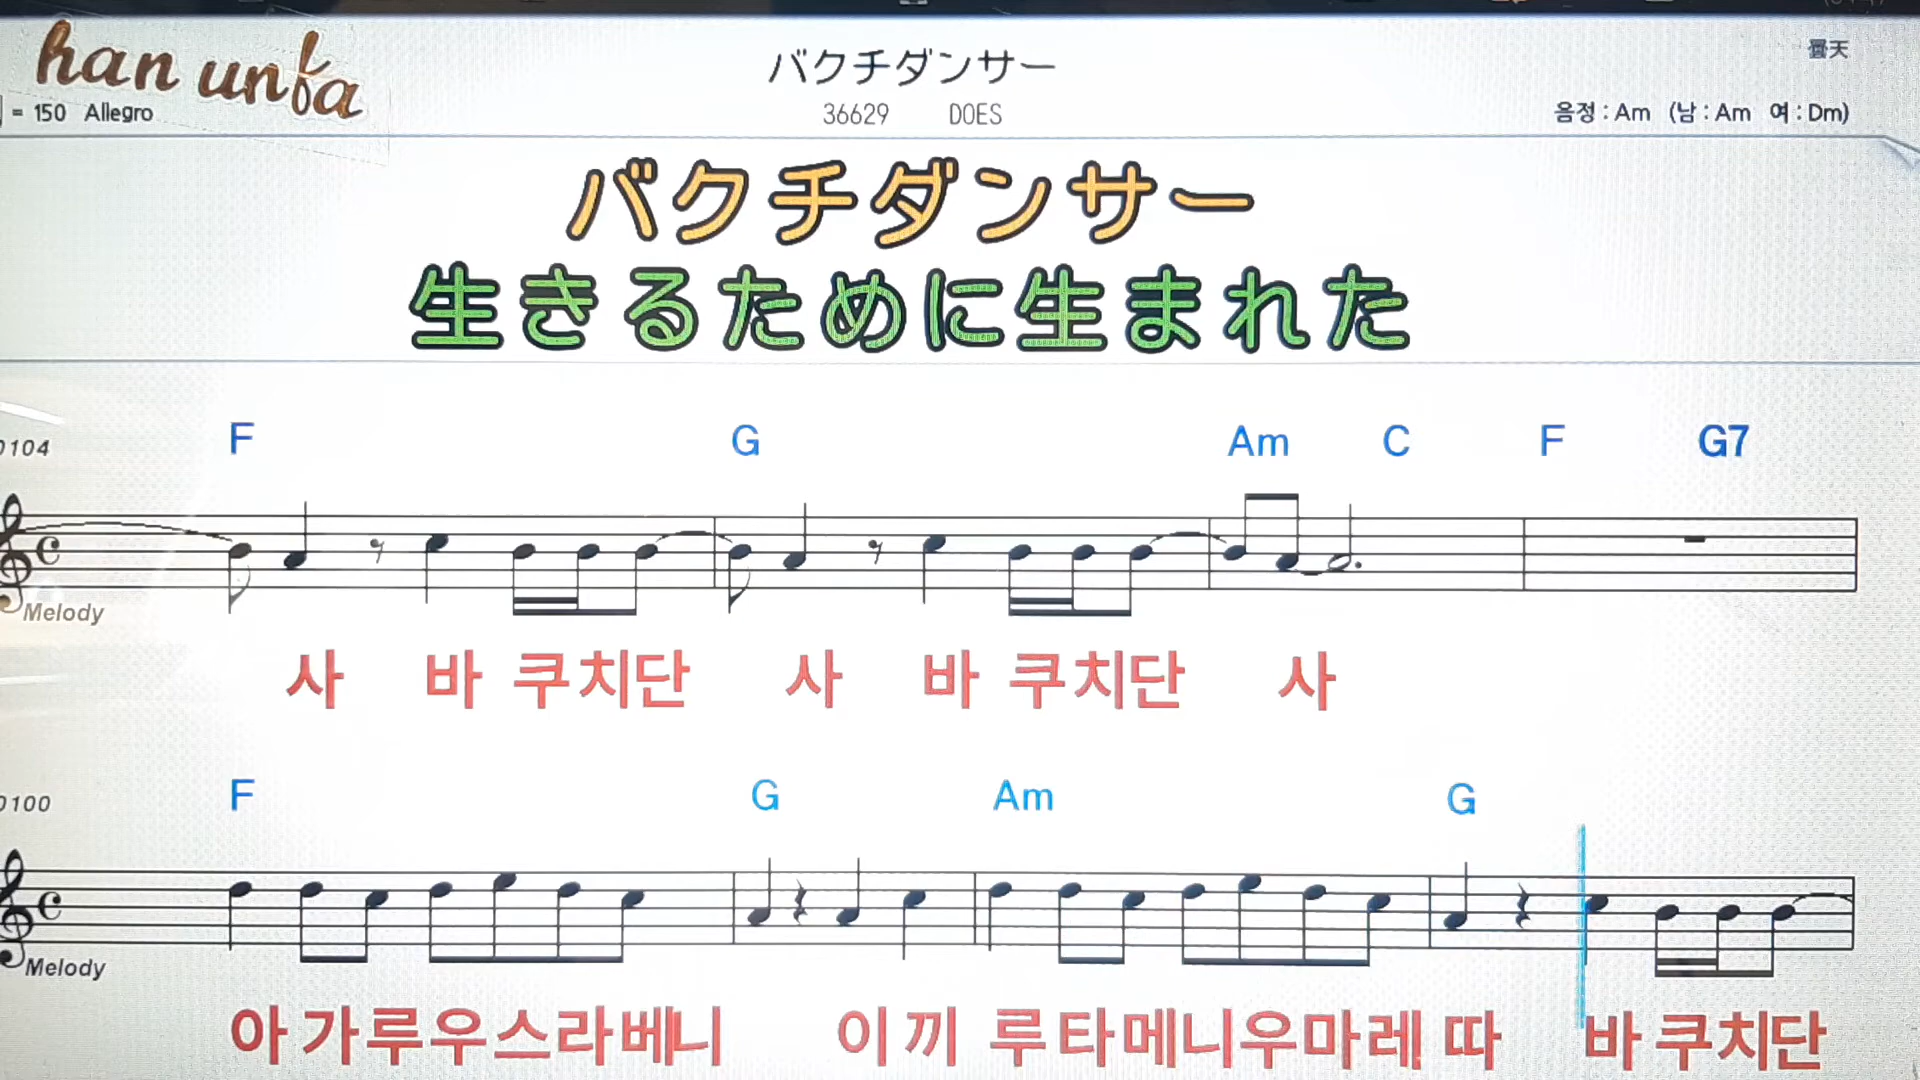 han unfa
バクチダンサー
曇天
= 150 Allegro
36629 DOES
음정 : Am (남 : Am 여 : Dm)
バクチダンサー
生きるために生まれた
0104
F G Am C F G7
Melody
사 바 쿠치단 사 바 쿠치단 사
0100
F G Am G
Melody
아 가루우스라베니 이 끼 루타메니우마레 따 바 쿠치단